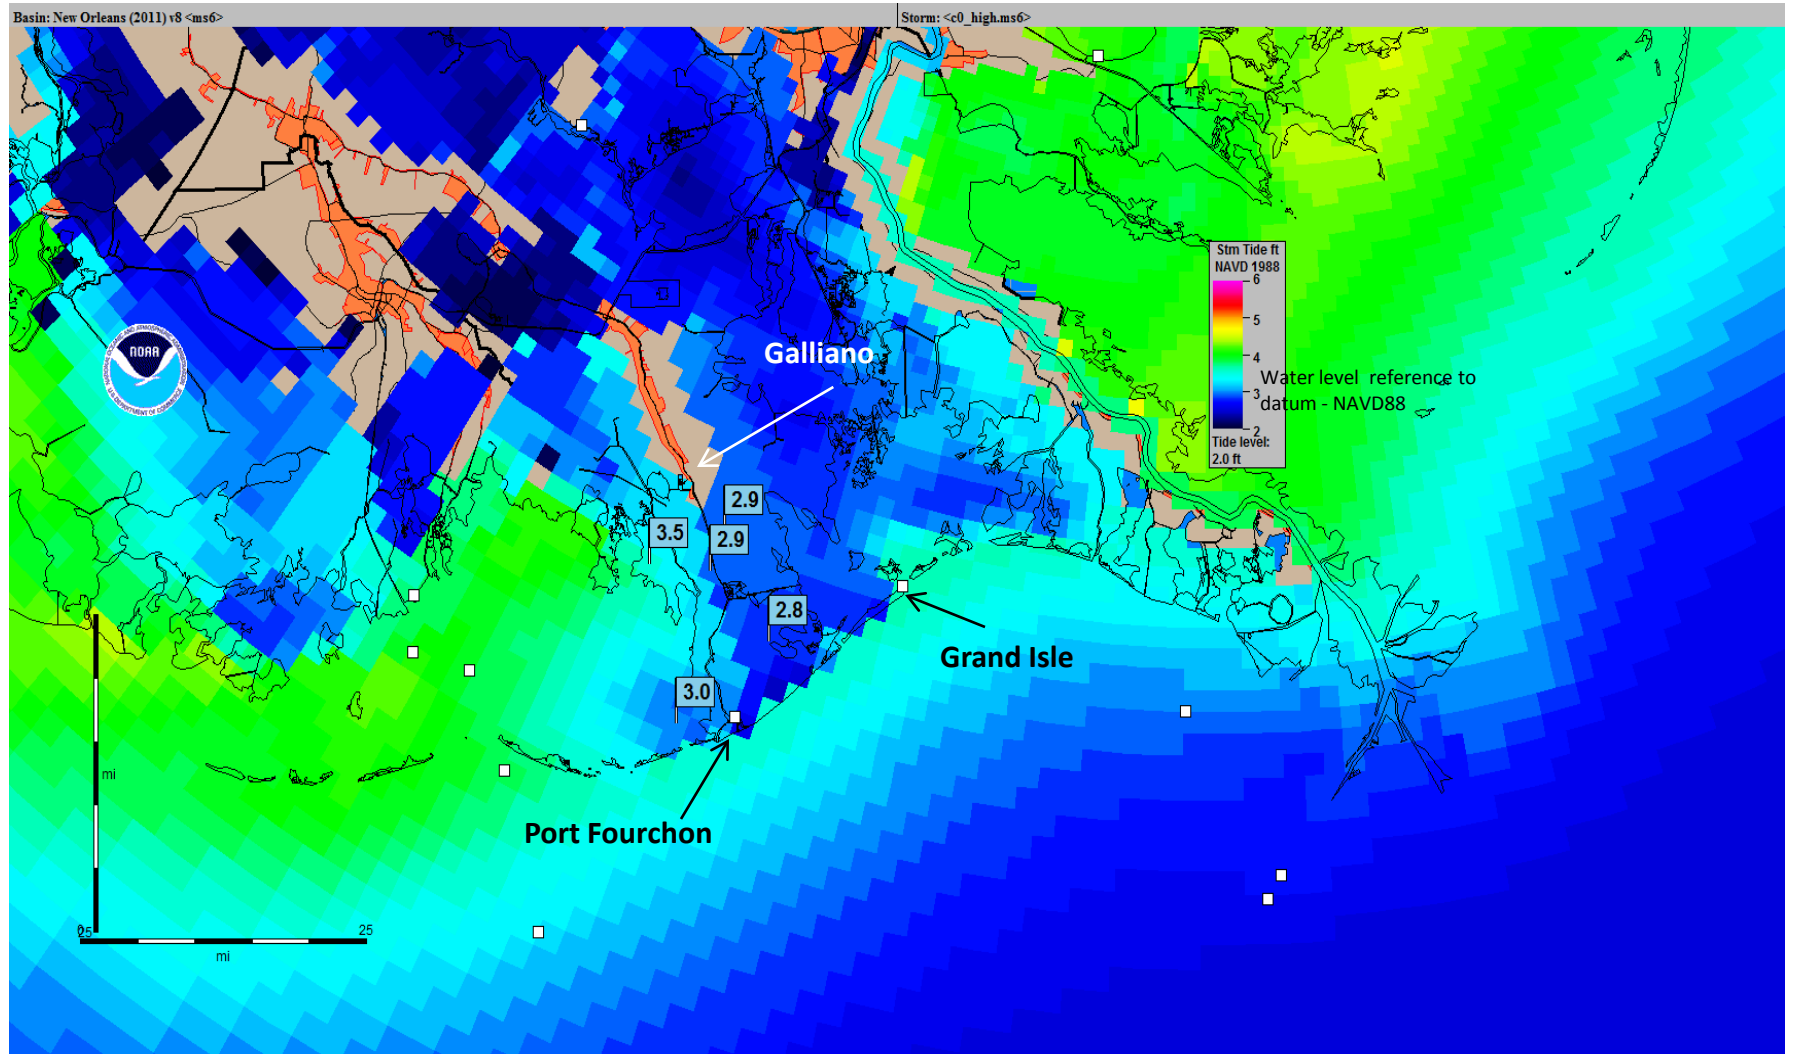 Basin: New Orleans (2011) v8 <ms6>
Storm: <c0_high.ms6>
Stm Tide ft
NAVD 1988
6
5
4
3
2
Tide level:
2.0 ft
Water level reference to
datum - NAVD88
NOAA
Galliano
2.9
3.5
2.9
2.8
Grand Isle
3.0
Port Fourchon
mi
25
25
mi